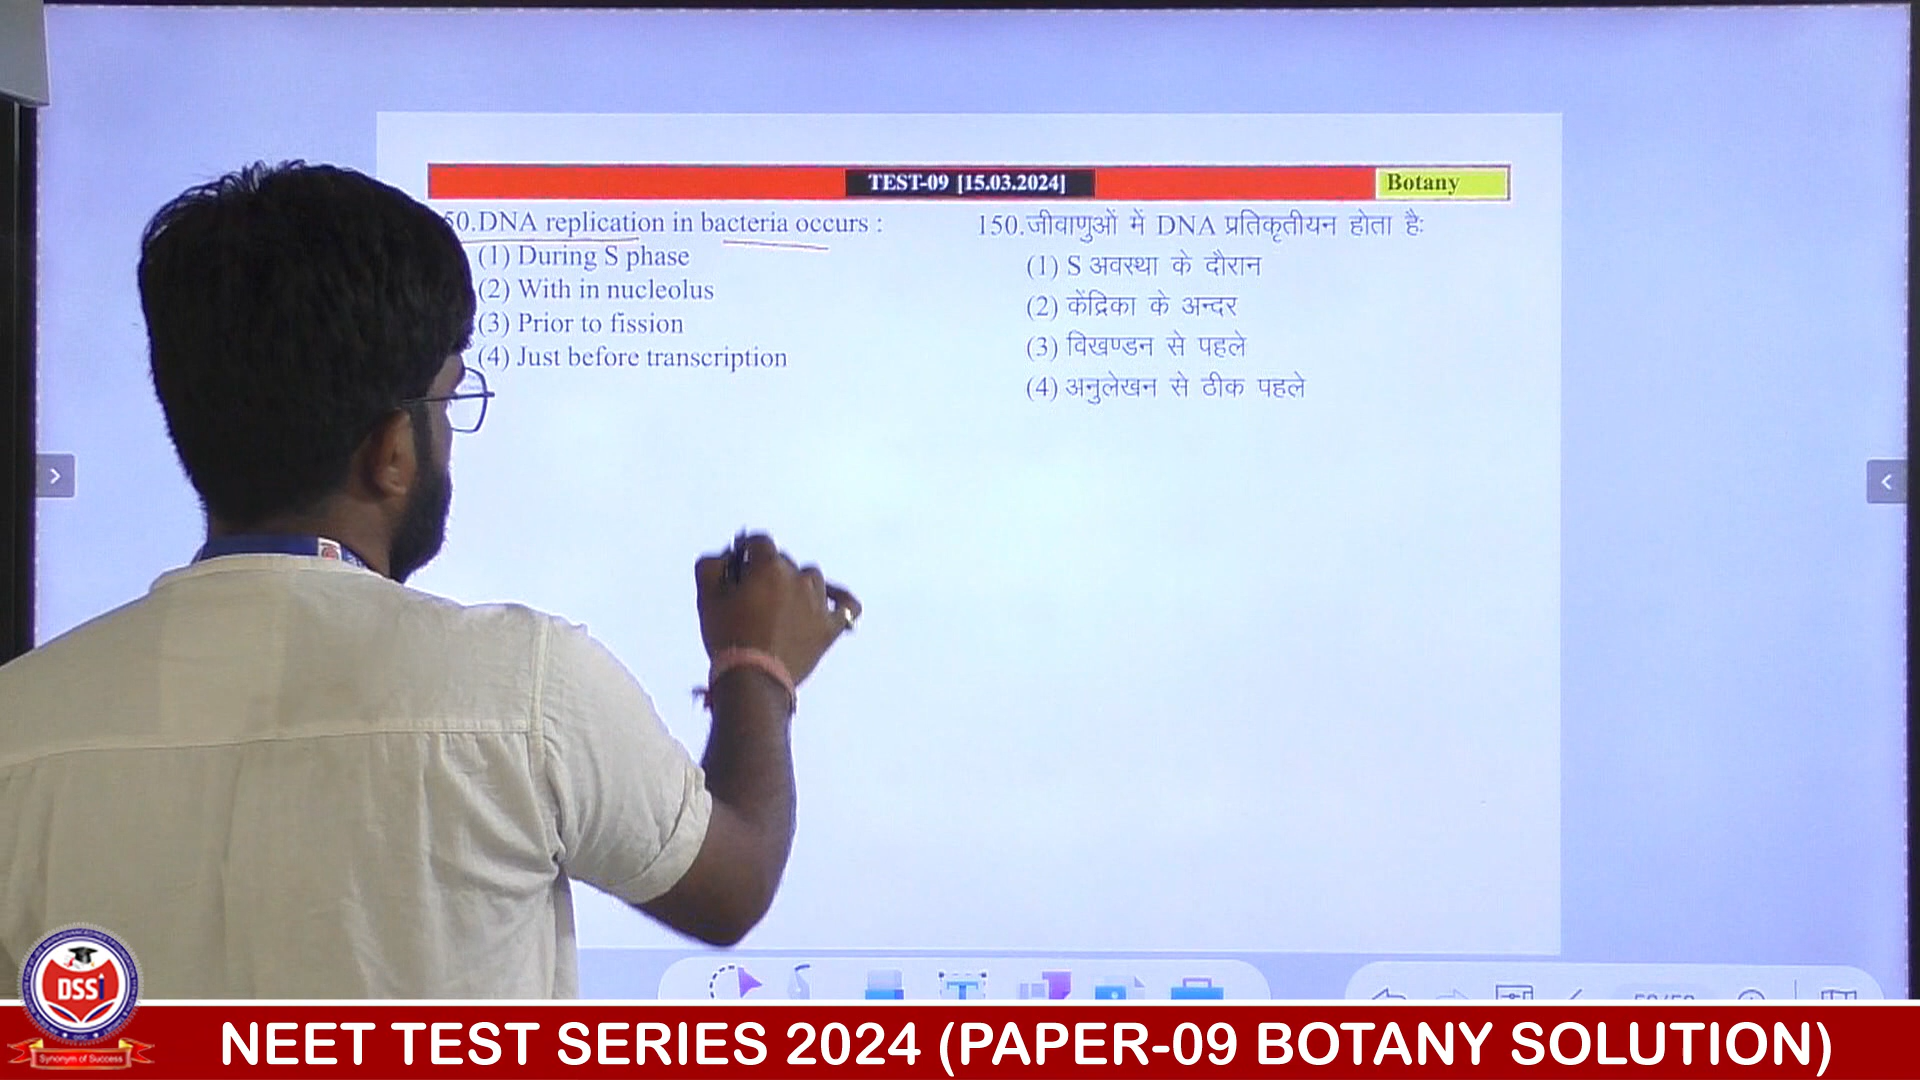 TEST-09 [15.03.2024]
Botany
50.DNA replication in bacteria occurs :
(1) During S phase
(2) With in nucleolus
(3) Prior to fission
(4) Just before transcription
150.जीवाणुओं में DNA प्रतिकृतीयन होता है:
(1) S अवस्था के दौरान
(2) केंद्रिका के अन्दर
(3) विखण्डन से पहले
(4) अनुलेखन से ठीक पहले
DSSi
Synonym of Success
NEET TEST SERIES 2024 (PAPER-09 BOTANY SOLUTION)